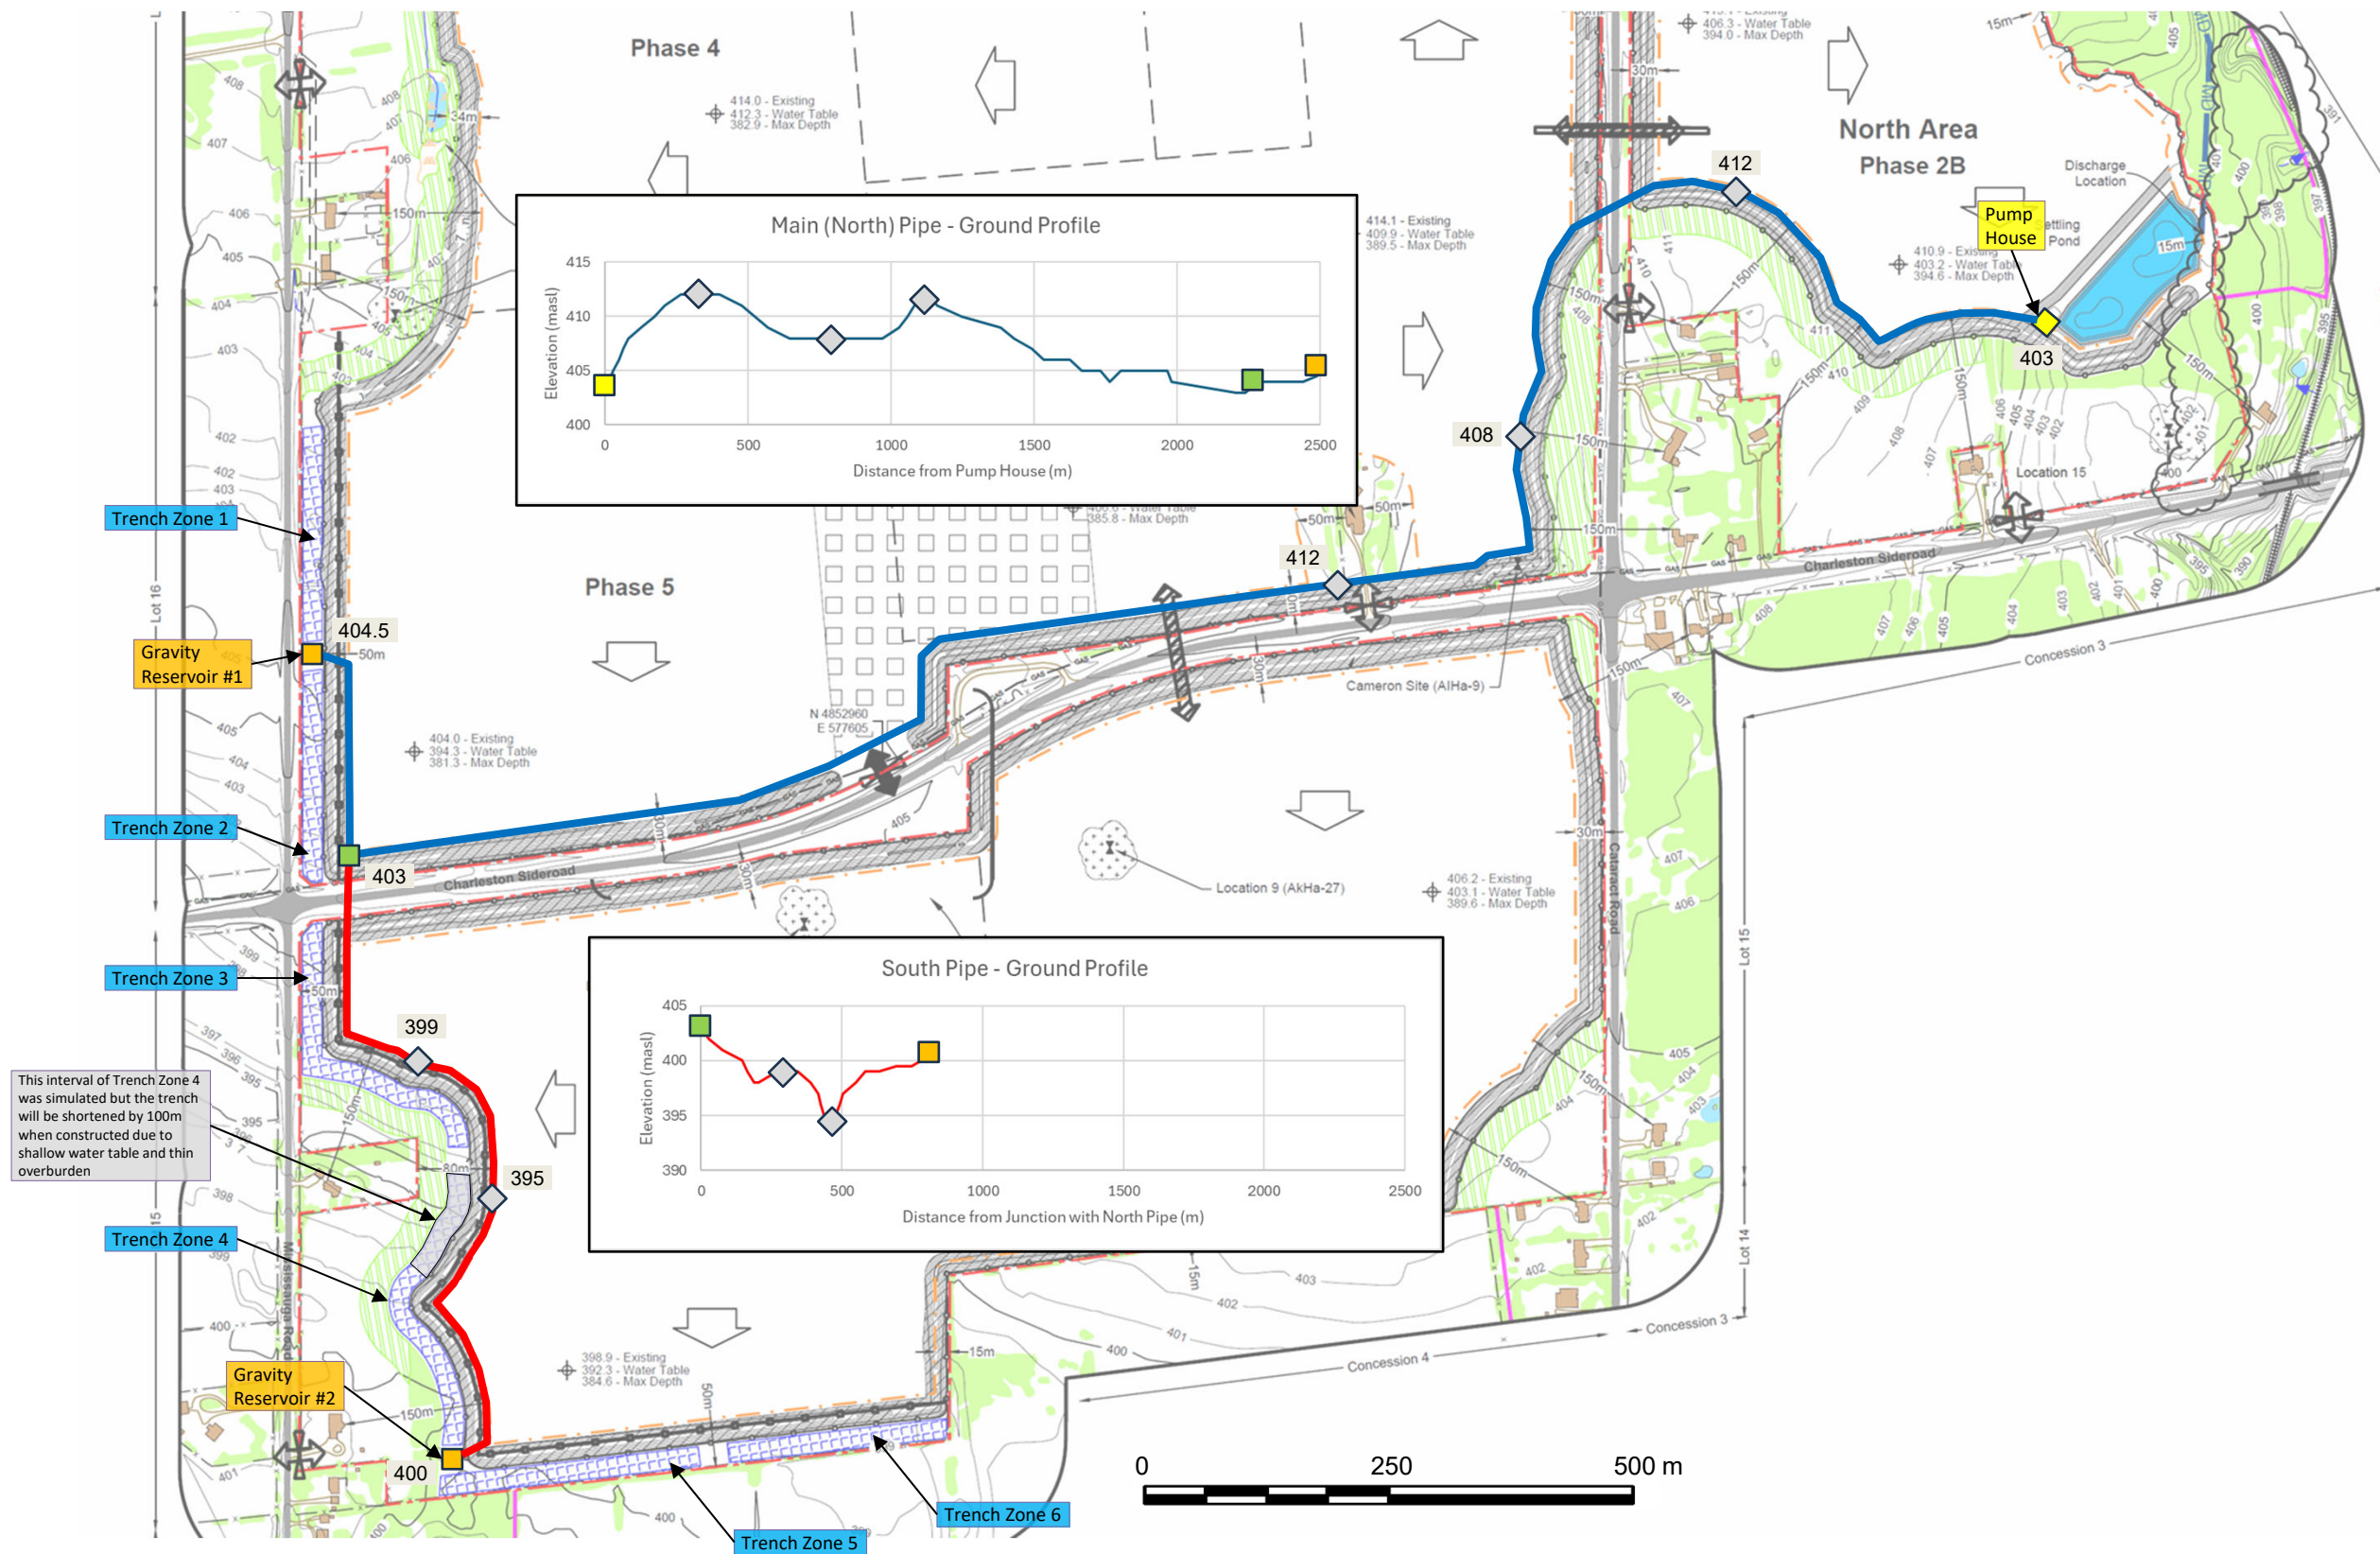 Phase 4
414.0 - Existing
412.3 - Water Table
382.9 - Max Depth
406.3 - Water Table
394.0 - Max Depth
North Area
Phase 2B
Discharge
Location
Pump
House
Pond
410.9 - Existing
403.2 - Water Table
394.6 - Max Depth
412
403
414.1 - Existing
409.9 - Water Table
389.5 - Max Depth
Main (North) Pipe - Ground Profile
Elevation (masl)
415
410
405
400
0
500
1000
1500
2000
2500
Distance from Pump House (m)
408
412
385.8 - Max Depth
Location 15
Charleston Sideroad
Concession 3
Trench Zone 1
Phase 5
Gravity
Reservoir #1
404.5
50m
Lot 16
404.0 - Existing
394.3 - Water Table
381.3 - Max Depth
N 4852960
E 577605
Cameron Site (AlHa-9)
Trench Zone 2
403
Charleston Sideroad
Location 9 (AkHa-27)
406.2 - Existing
403.1 - Water Table
389.6 - Max Depth
Cataract Road
Lot 15
Trench Zone 3
399
This interval of Trench Zone 4
was simulated but the trench
will be shortened by 100m
when constructed due to
shallow water table and thin
overburden
395
Trench Zone 4
South Pipe - Ground Profile
Elevation (masl)
405
400
395
390
0
500
1000
1500
2000
2500
Distance from Junction with North Pipe (m)
Mississauga Road
Lot 14
Concession 3
Concession 4
398.9 - Existing
392.3 - Water Table
384.6 - Max Depth
Gravity
Reservoir #2
400
Trench Zone 5
Trench Zone 6
0 250 500 m